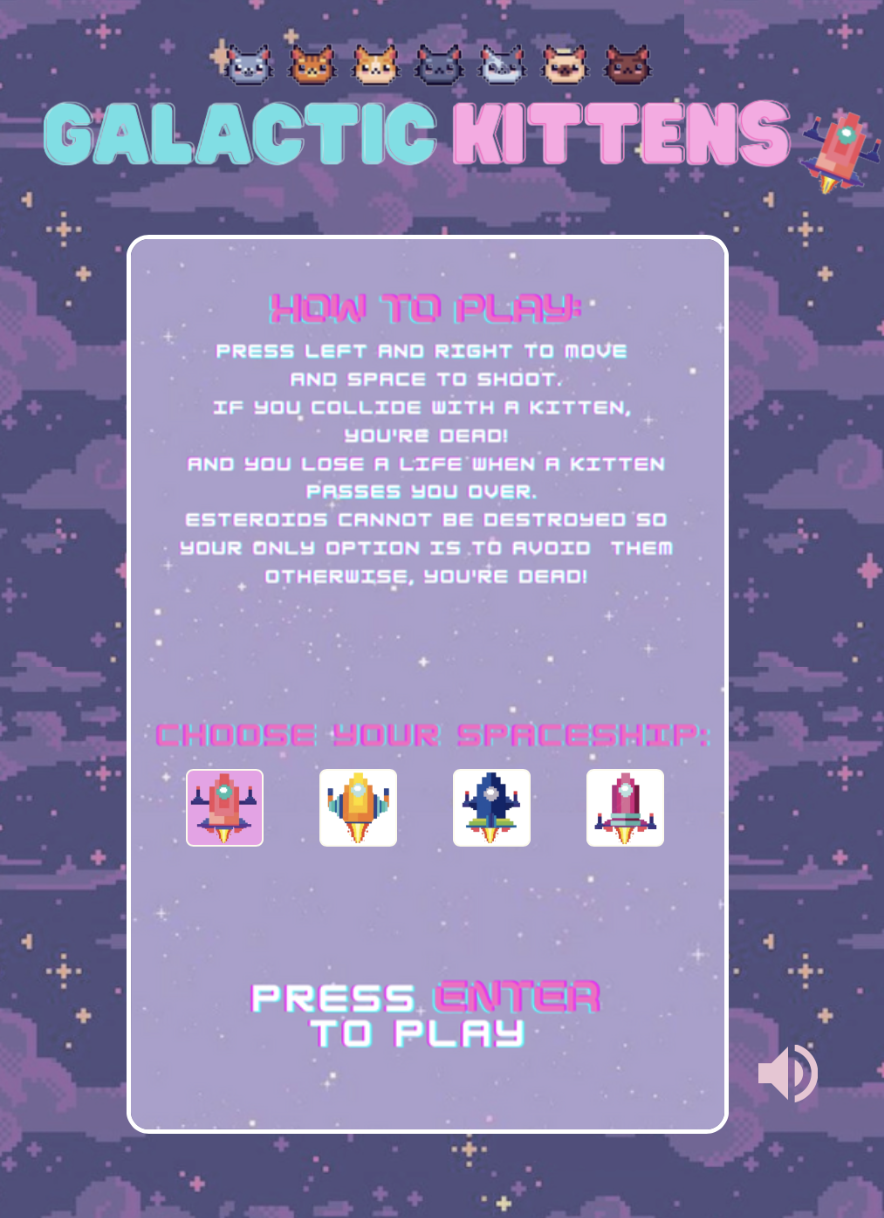 GALACTIC KITTENS
HOW TO PLAY:
PRESS LEFT AND RIGHT TO MOVE
AND SPACE TO SHOOT.
IF YOU COLLIDE WITH A KITTEN,
YOU'RE DEAD!
AND YOU LOSE A LIFE WHEN A KITTEN
PASSES YOU OVER.
ESTEROIDS CANNOT BE DESTROYED SO
YOUR ONLY OPTION IS TO AVOID  THEM
OTHERWISE, YOU'RE DEAD!
CHOOSE YOUR SPACESHIP:
PRESS ENTER
TO PLAY